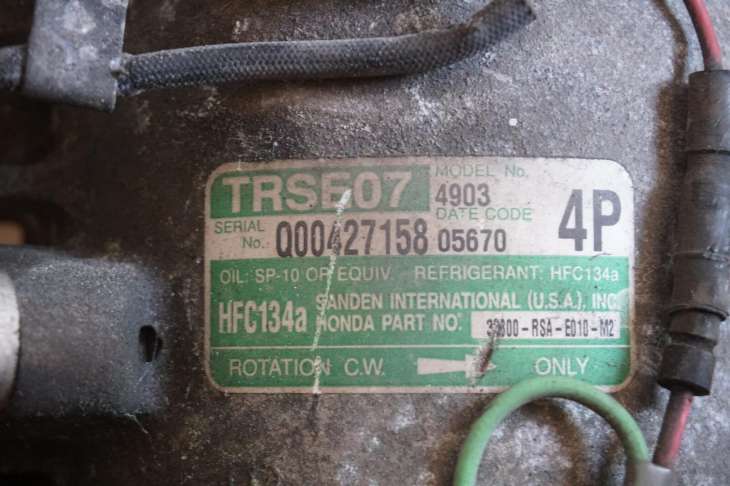 TRSE07 MODEL No. 4903
SERIAL No. Q00427158 DATE CODE 05670 4P
OIL: SP-10 OR EQUIV. REFRIGERANT: HFC134a
HFC134a SANDEN INTERNATIONAL (U.S.A.), INC.
HONDA PART NO. -RSA-E010-M2
ROTATION C.W. ONLY